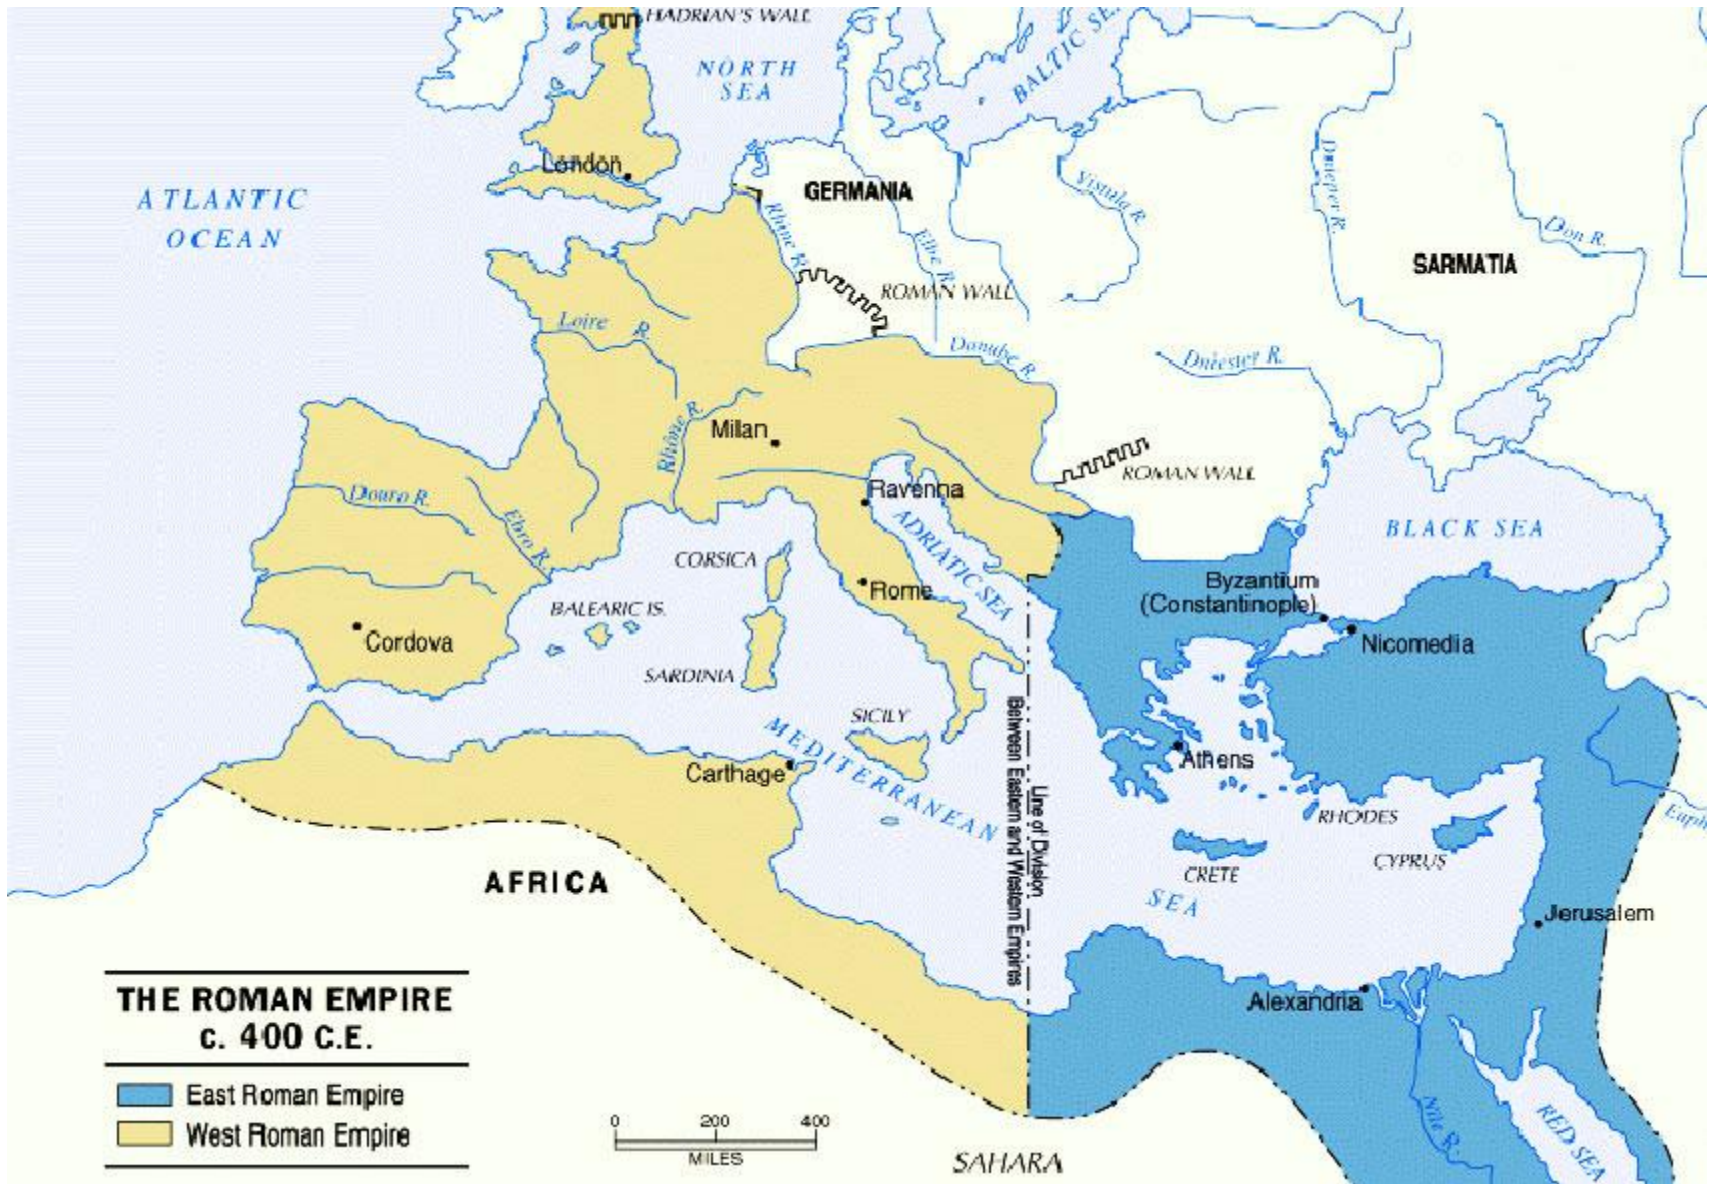 HADRIAN'S WALL
NORTH
SEA
BALTIC SEA
London
ATLANTIC
OCEAN
GERMANIA
Rhine R.
Elbe R.
Vistula R.
Dnieper R.
Don R.
SARMATIA
ROMAN WALL
Loire R.
Danube R.
Dniester R.
Rhône R.
Milan
ROMAN WALL
Douro R.
Ebro R.
Ravenna
ADRIATIC SEA
BLACK SEA
CORSICA
Rome
Byzantium
(Constantinople)
BALEARIC IS.
Cordova
Nicomedia
SARDINIA
SICILY
MEDITERRANEAN
SEA
Line of Division
Between Eastern and Western Empires
Athens
Carthage
RHODES
Euph
CYPRUS
CRETE
AFRICA
Jerusalem
Alexandria
THE ROMAN EMPIRE
c. 400 C.E.
East Roman Empire
West Roman Empire
0 200 400
MILES
SAHARA
Nile R.
RED SEA